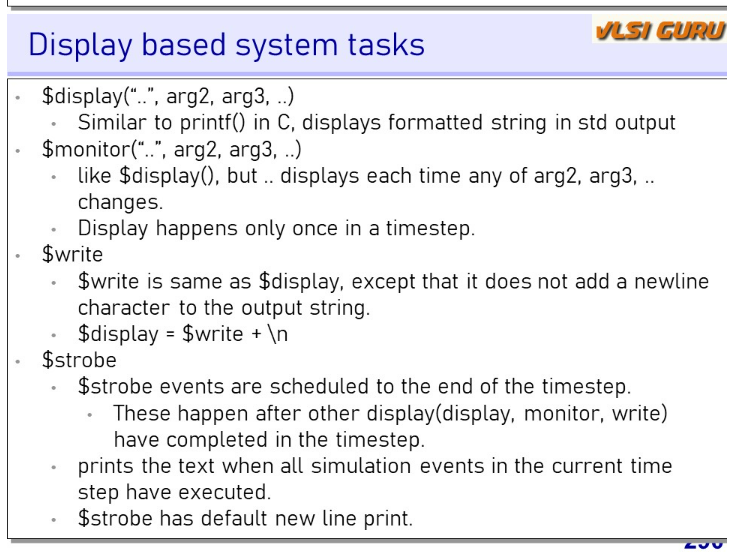 Display based system tasks
VLSI GURU
• $display(“..”, arg2, arg3, ..)
• Similar to printf() in C, displays formatted string in std output
• $monitor(“..”, arg2, arg3, ..)
• like $display(), but .. displays each time any of arg2, arg3, ..
changes.
• Display happens only once in a timestep.
• $write
• $write is same as $display, except that it does not add a newline
character to the output string.
• $display = $write + \n
• $strobe
• $strobe events are scheduled to the end of the timestep.
• These happen after other display(display, monitor, write)
have completed in the timestep.
• prints the text when all simulation events in the current time
step have executed.
• $strobe has default new line print.